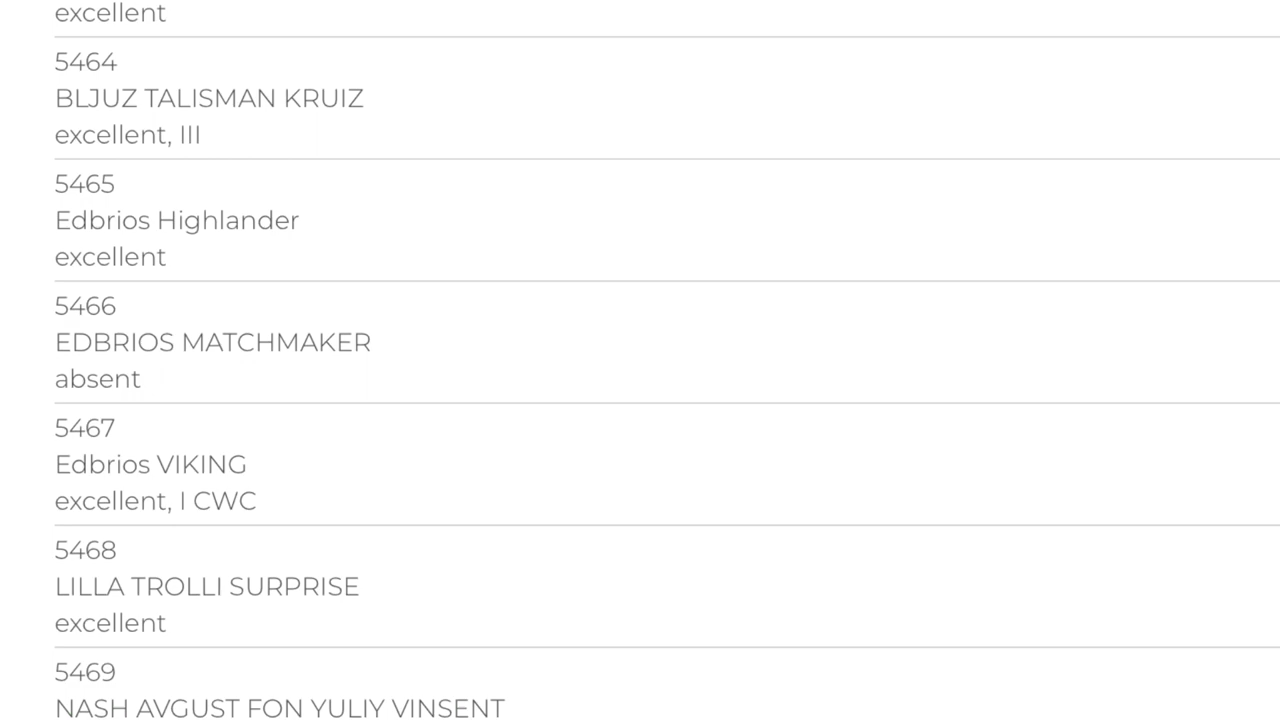 excellent
5464
BLJUZ TALISMAN KRUIZ
excellent, III
5465
Edbrios Highlander
excellent
5466
EDBRIOS MATCHMAKER
absent
5467
Edbrios VIKING
excellent, I CWC
5468
LILLA TROLLI SURPRISE
excellent
5469
NASH AVGUST FON YULIY VINSENT